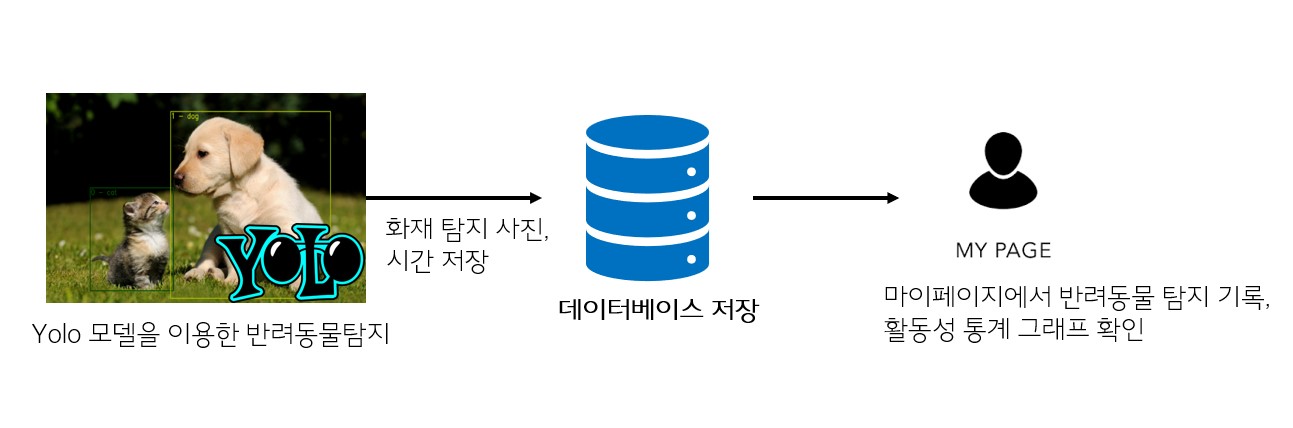 1 - dog
0 - cat
YOLO
화재 탐지 사진,
시간 저장
데이터베이스 저장
MY PAGE
마이페이지에서 반려동물 탐지 기록,
활동성 통계 그래프 확인
Yolo 모델을 이용한 반려동물탐지